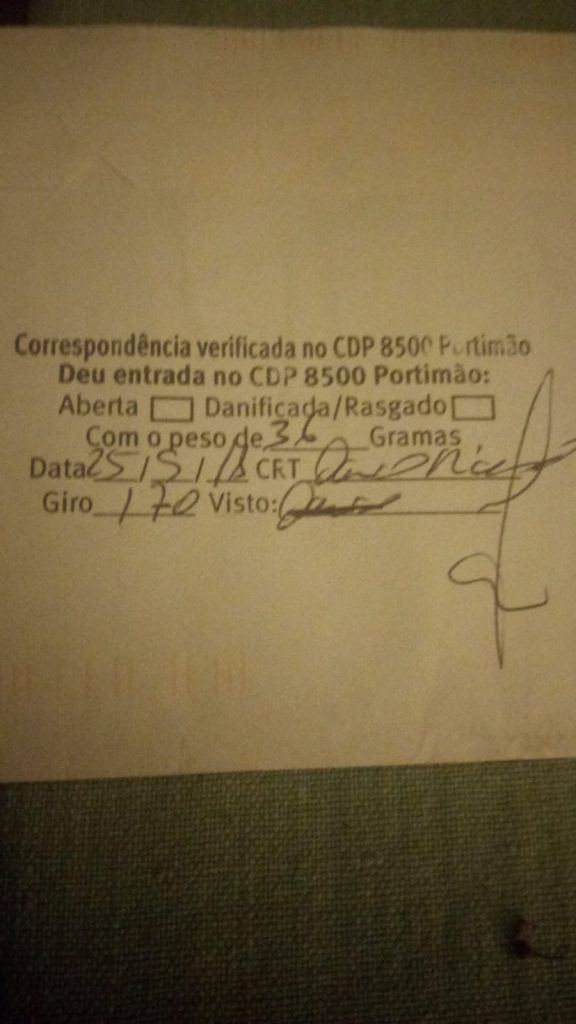 Correspondência verificada no CDP 8500 Portimão
Deu entrada no CDP 8500 Portimão:
Aberta Danificada/Rasgado
Com o peso de 36 Gramas
Data 25/5/18 CRT
Giro 170 Visto: